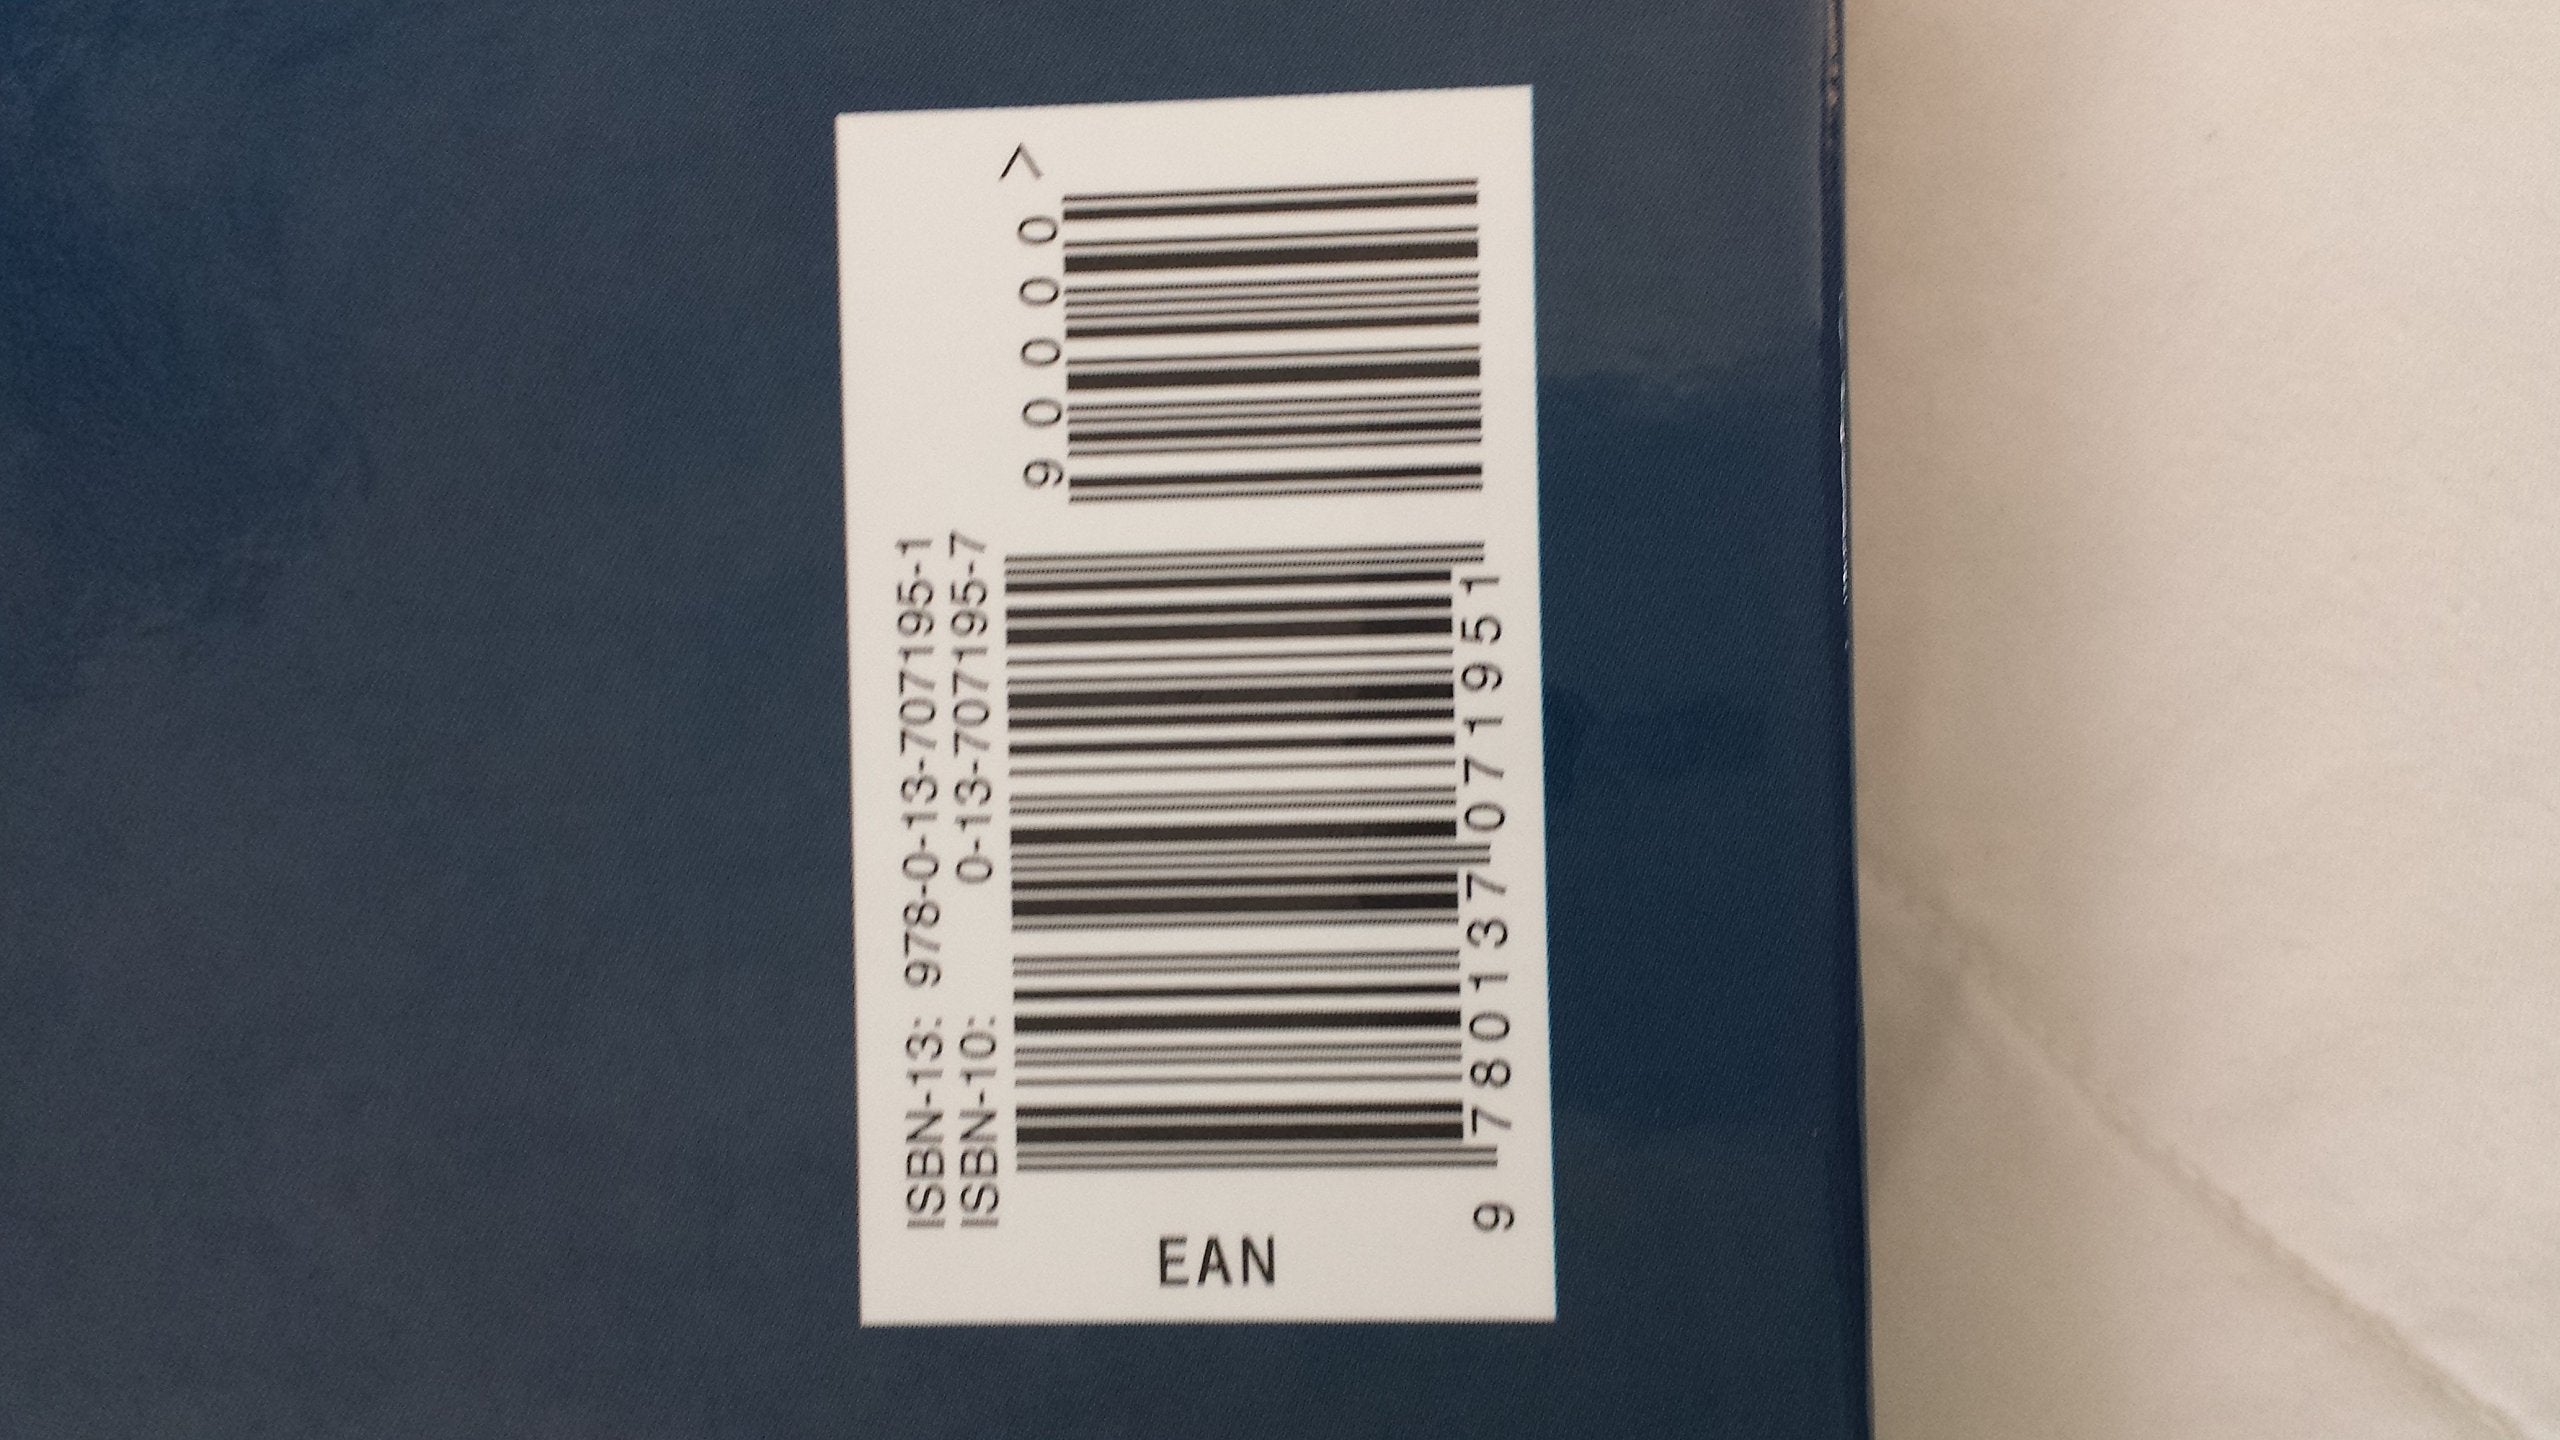 ISBN-13: 978-0-13-707195-1
ISBN-10: 0-13-707195-7
90000>
EAN
9 780137 071951